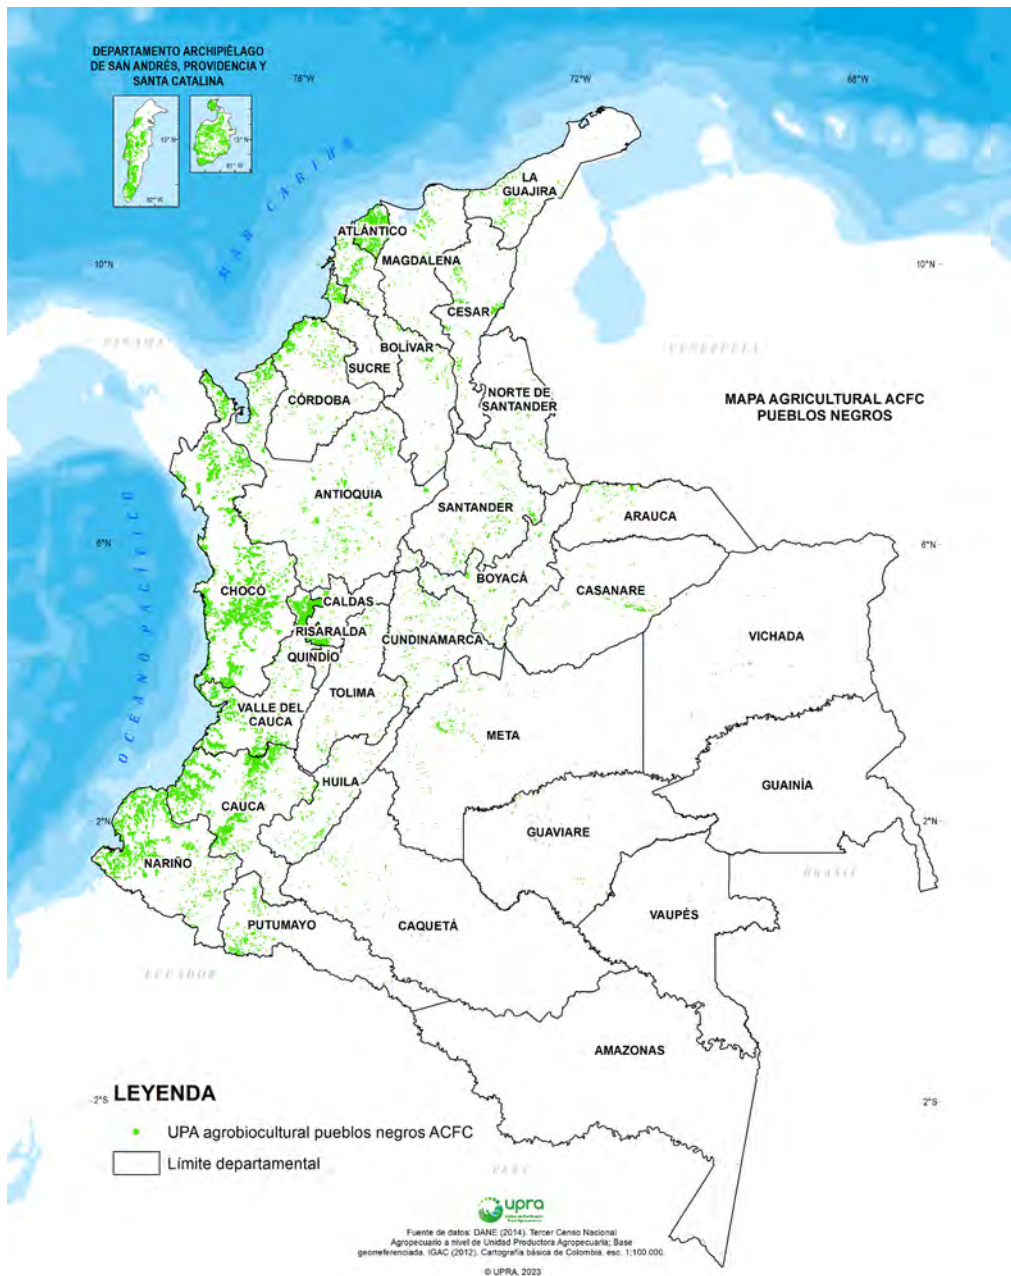 DEPARTAMENTO ARCHIPIÉLAGO
DE SAN ANDRÉS, PROVIDENCIA Y
SANTA CATALINA
76°W
72°W
68°W
13° N
13° N
82° W
81° W
MAR CARIBE
LA
GUAJIRA
ATLÁNTICO
MAGDALENA
10°N
10°N
CESAR
PANAMÁ
BOLÍVAR
VENEZUELA
SUCRE
CÓRDOBA
NORTE DE
SANTANDER
MAPA AGRICULTURAL ACFC
PUEBLOS NEGROS
ANTIOQUIA
SANTANDER
ARAUCA
OCÉANO PACÍFICO
6°N
6°N
BOYACÁ
CHOCÓ
CASANARE
CALDAS
RISARALDA
CUNDINAMARCA
VICHADA
QUINDÍO
TOLIMA
VALLE DEL
CAUCA
META
HUILA
GUAINÍA
CAUCA
2°N
2°N
GUAVIARE
NARIÑO
BRASIL
VAUPÉS
PUTUMAYO
CAQUETÁ
ECUADOR
AMAZONAS
LEYENDA
2°S
2°S
UPA agrobiocultural pueblos negros ACFC
Límite departamental
PERÚ
upra
Fuente de datos: DANE (2014). Tercer Censo Nacional
Agropecuario a nivel de Unidad Productora Agropecuaria; Base
georreferenciada. IGAC (2012). Cartografía básica de Colombia. esc. 1:100.000.
© UPRA, 2023